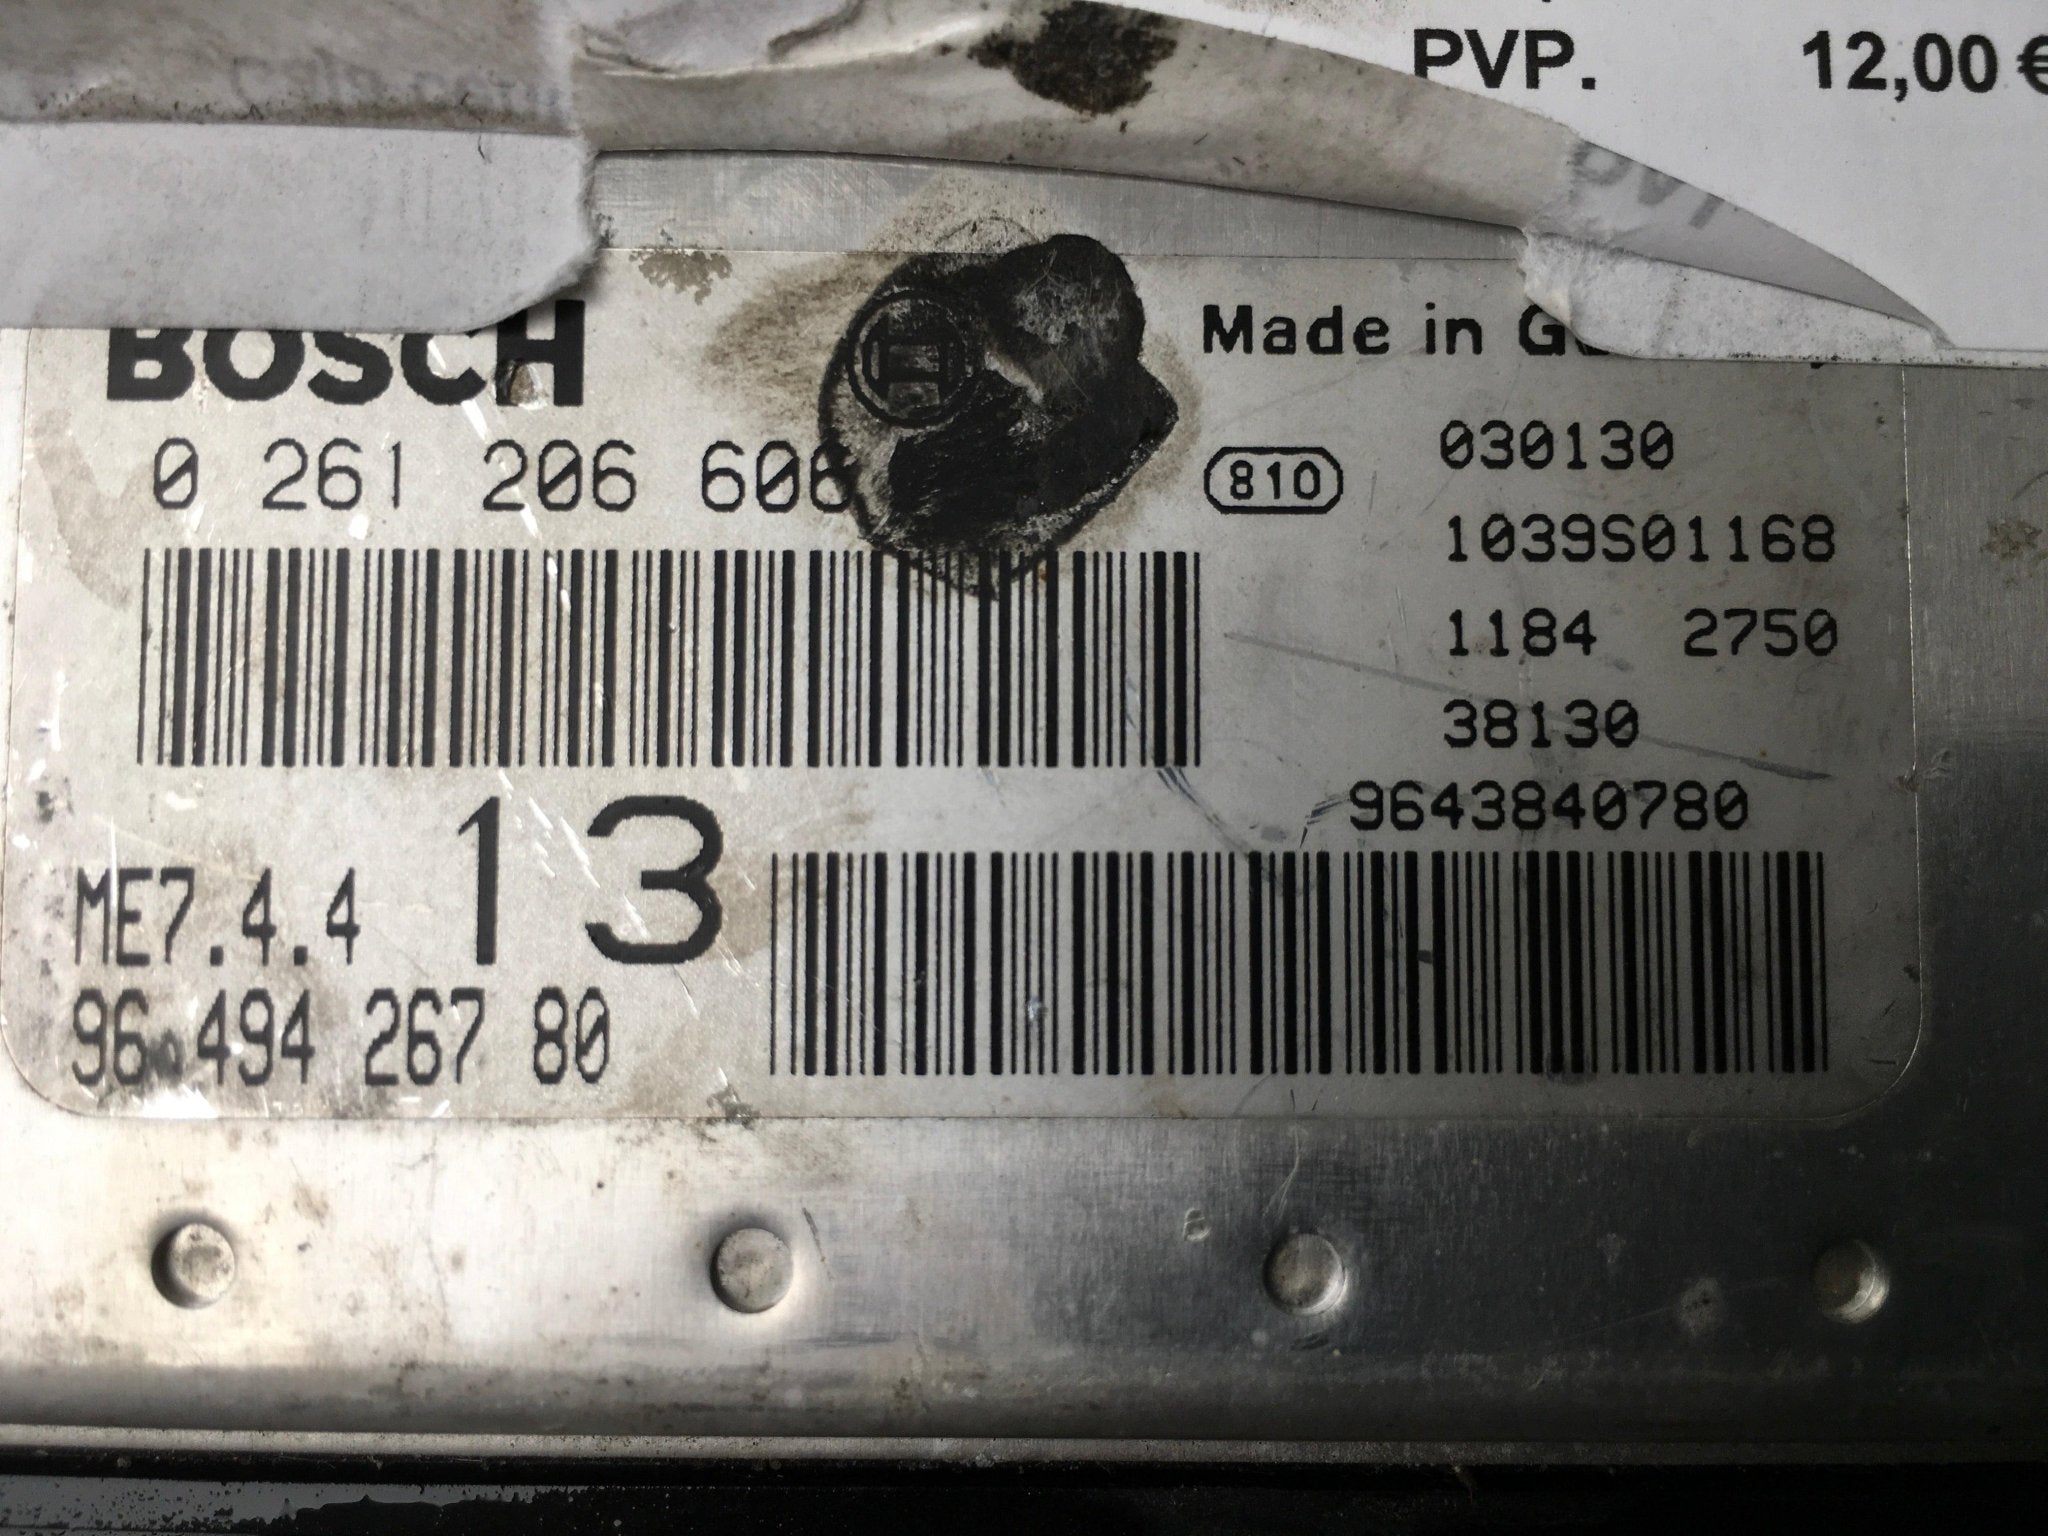 PVP. 12,00 €
BOSCH
Made in
0 261 206 606
810
030130
1039S01168
1184 2750
38130
9643840780
ME7.4.4
13
96 494 267 80